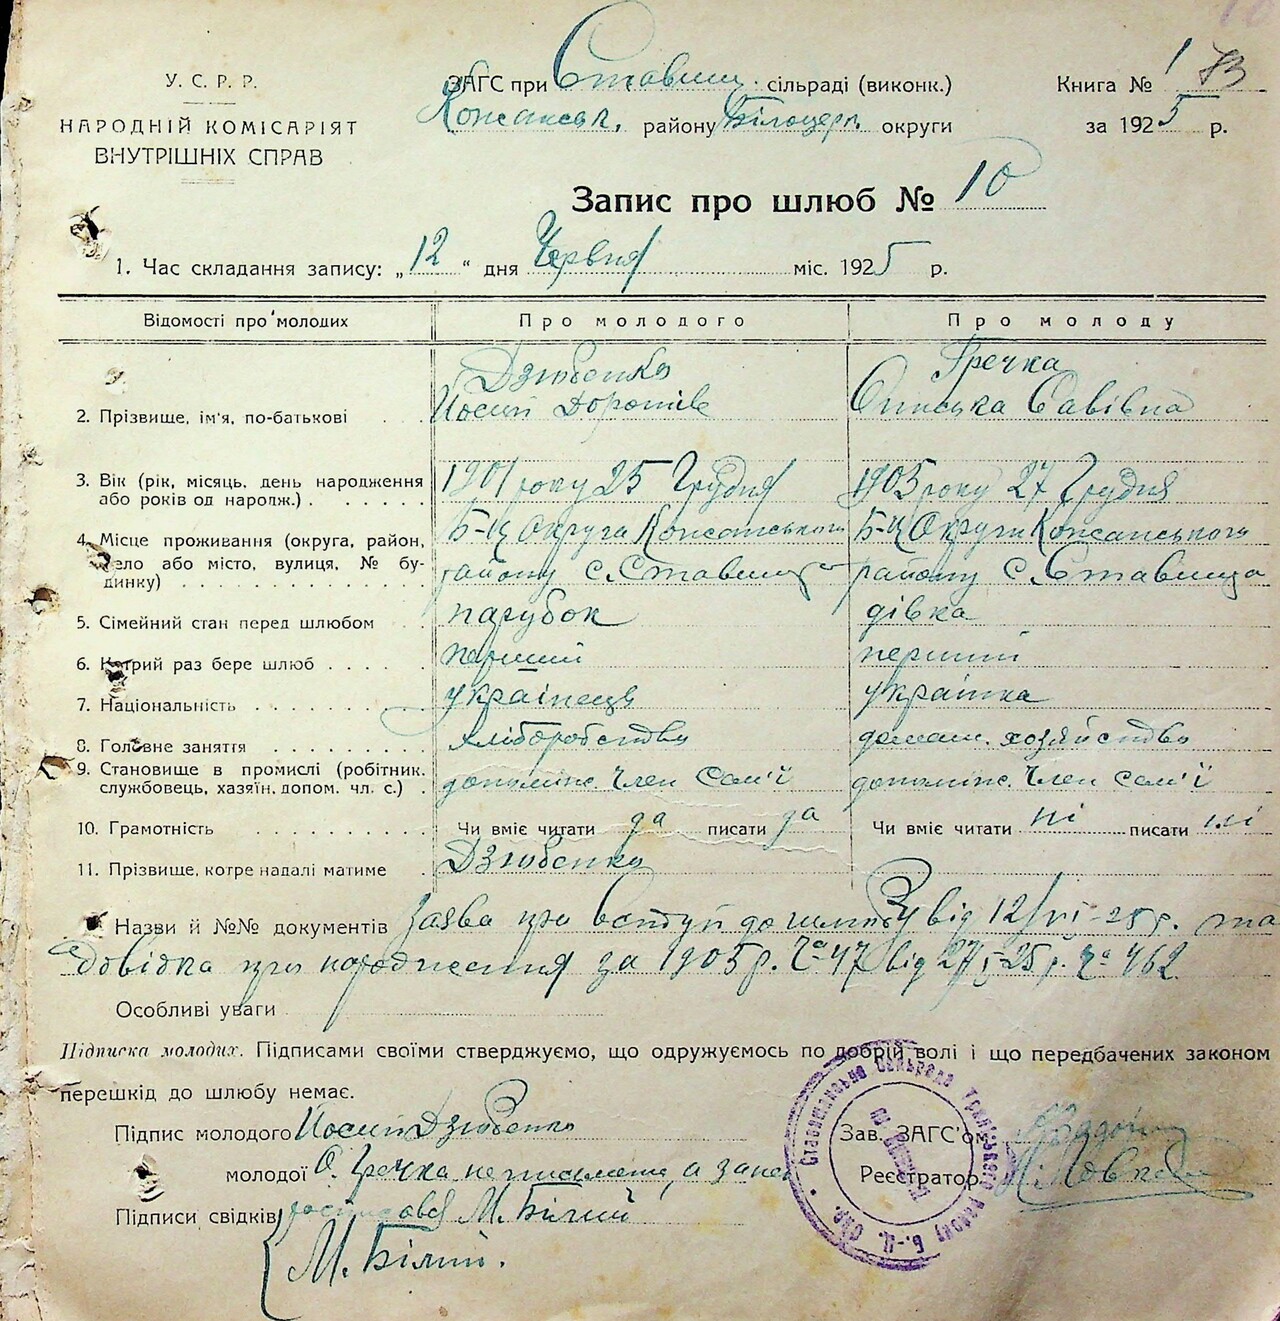 У. С. Р. Р.
НАРОДНІЙ КОМІСАРІЯТ
ВНУТРІШНІХ СПРАВ
ЗАГС при Ставищ. сільраді (виконк.)
Кожанськ. району Білоцерк. округи
Книга № 1 73
за 1925 р.
Запис про шлюб № 10
1. Час складання запису: „12“ дня Червня міс. 1925 р.
Відомості про молодих Про молодого Про молоду
2. Прізвище, ім'я, по-батькові Дзюбенко Йосип Гречка Савівна
3. Вік (рік, місяць, день народження або років од народж.) 1901 року 25 Грудня 1905 року 27 Грудня
4. Місце проживання (округа, район, село або місто, вулиця, № будинку) Б-Ц Округа Кожанського району с. Ставища Б-Ц Округи Кожанського району с. Ставища
5. Сімейний стан перед шлюбом парубок дівка
6. Котрий раз бере шлюб перший перший
7. Національність українець українка
8. Головне заняття хліборобство домаш. хозяйство
9. Становище в промислі (робітник, службовець, хазяїн, допом. чл. с.) допоміж. Член Сем'ї допоміж. Член Сем'ї
10. Грамотність Чи вміє читати да писати да Чи вміє читати ні писати ні
11. Прізвище, котре надалі матиме Дзюбенко
Назви й №№ документів Заява про вступ до шлюбу від 12/VI-25 р. та
довідка про народження за 1905 р. № 47 від 27/I-25 р. № 462
Особливі уваги
Підписка молодих. Підписами своїми стверджуємо, що одружуємось по добрій волі і що передбачених законом
перешкід до шлюбу немає.
Підпис молодого Йосип Дзюбенко
молодої О. Гречка неписьмена, а за неї
Підписи свідків росписався М. Білий
М. Білий.
Зав. ЗАГС'ом
Реєстратор